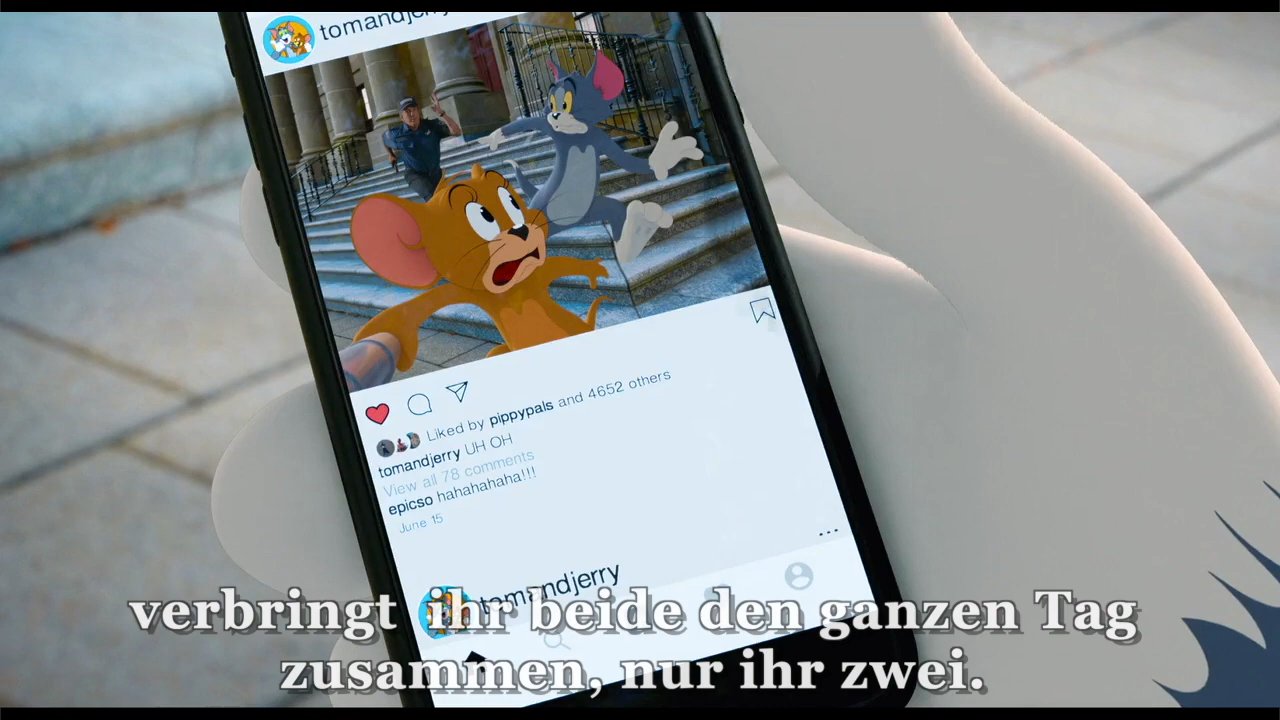 tomandjerry
Liked by pippypals and 4652 others
tomandjerry UH OH
View all 78 comments
epicso hahahahaha!!!
June 15
tomandjerry
verbringt ihr beide den ganzen Tag
zusammen, nur ihr zwei.